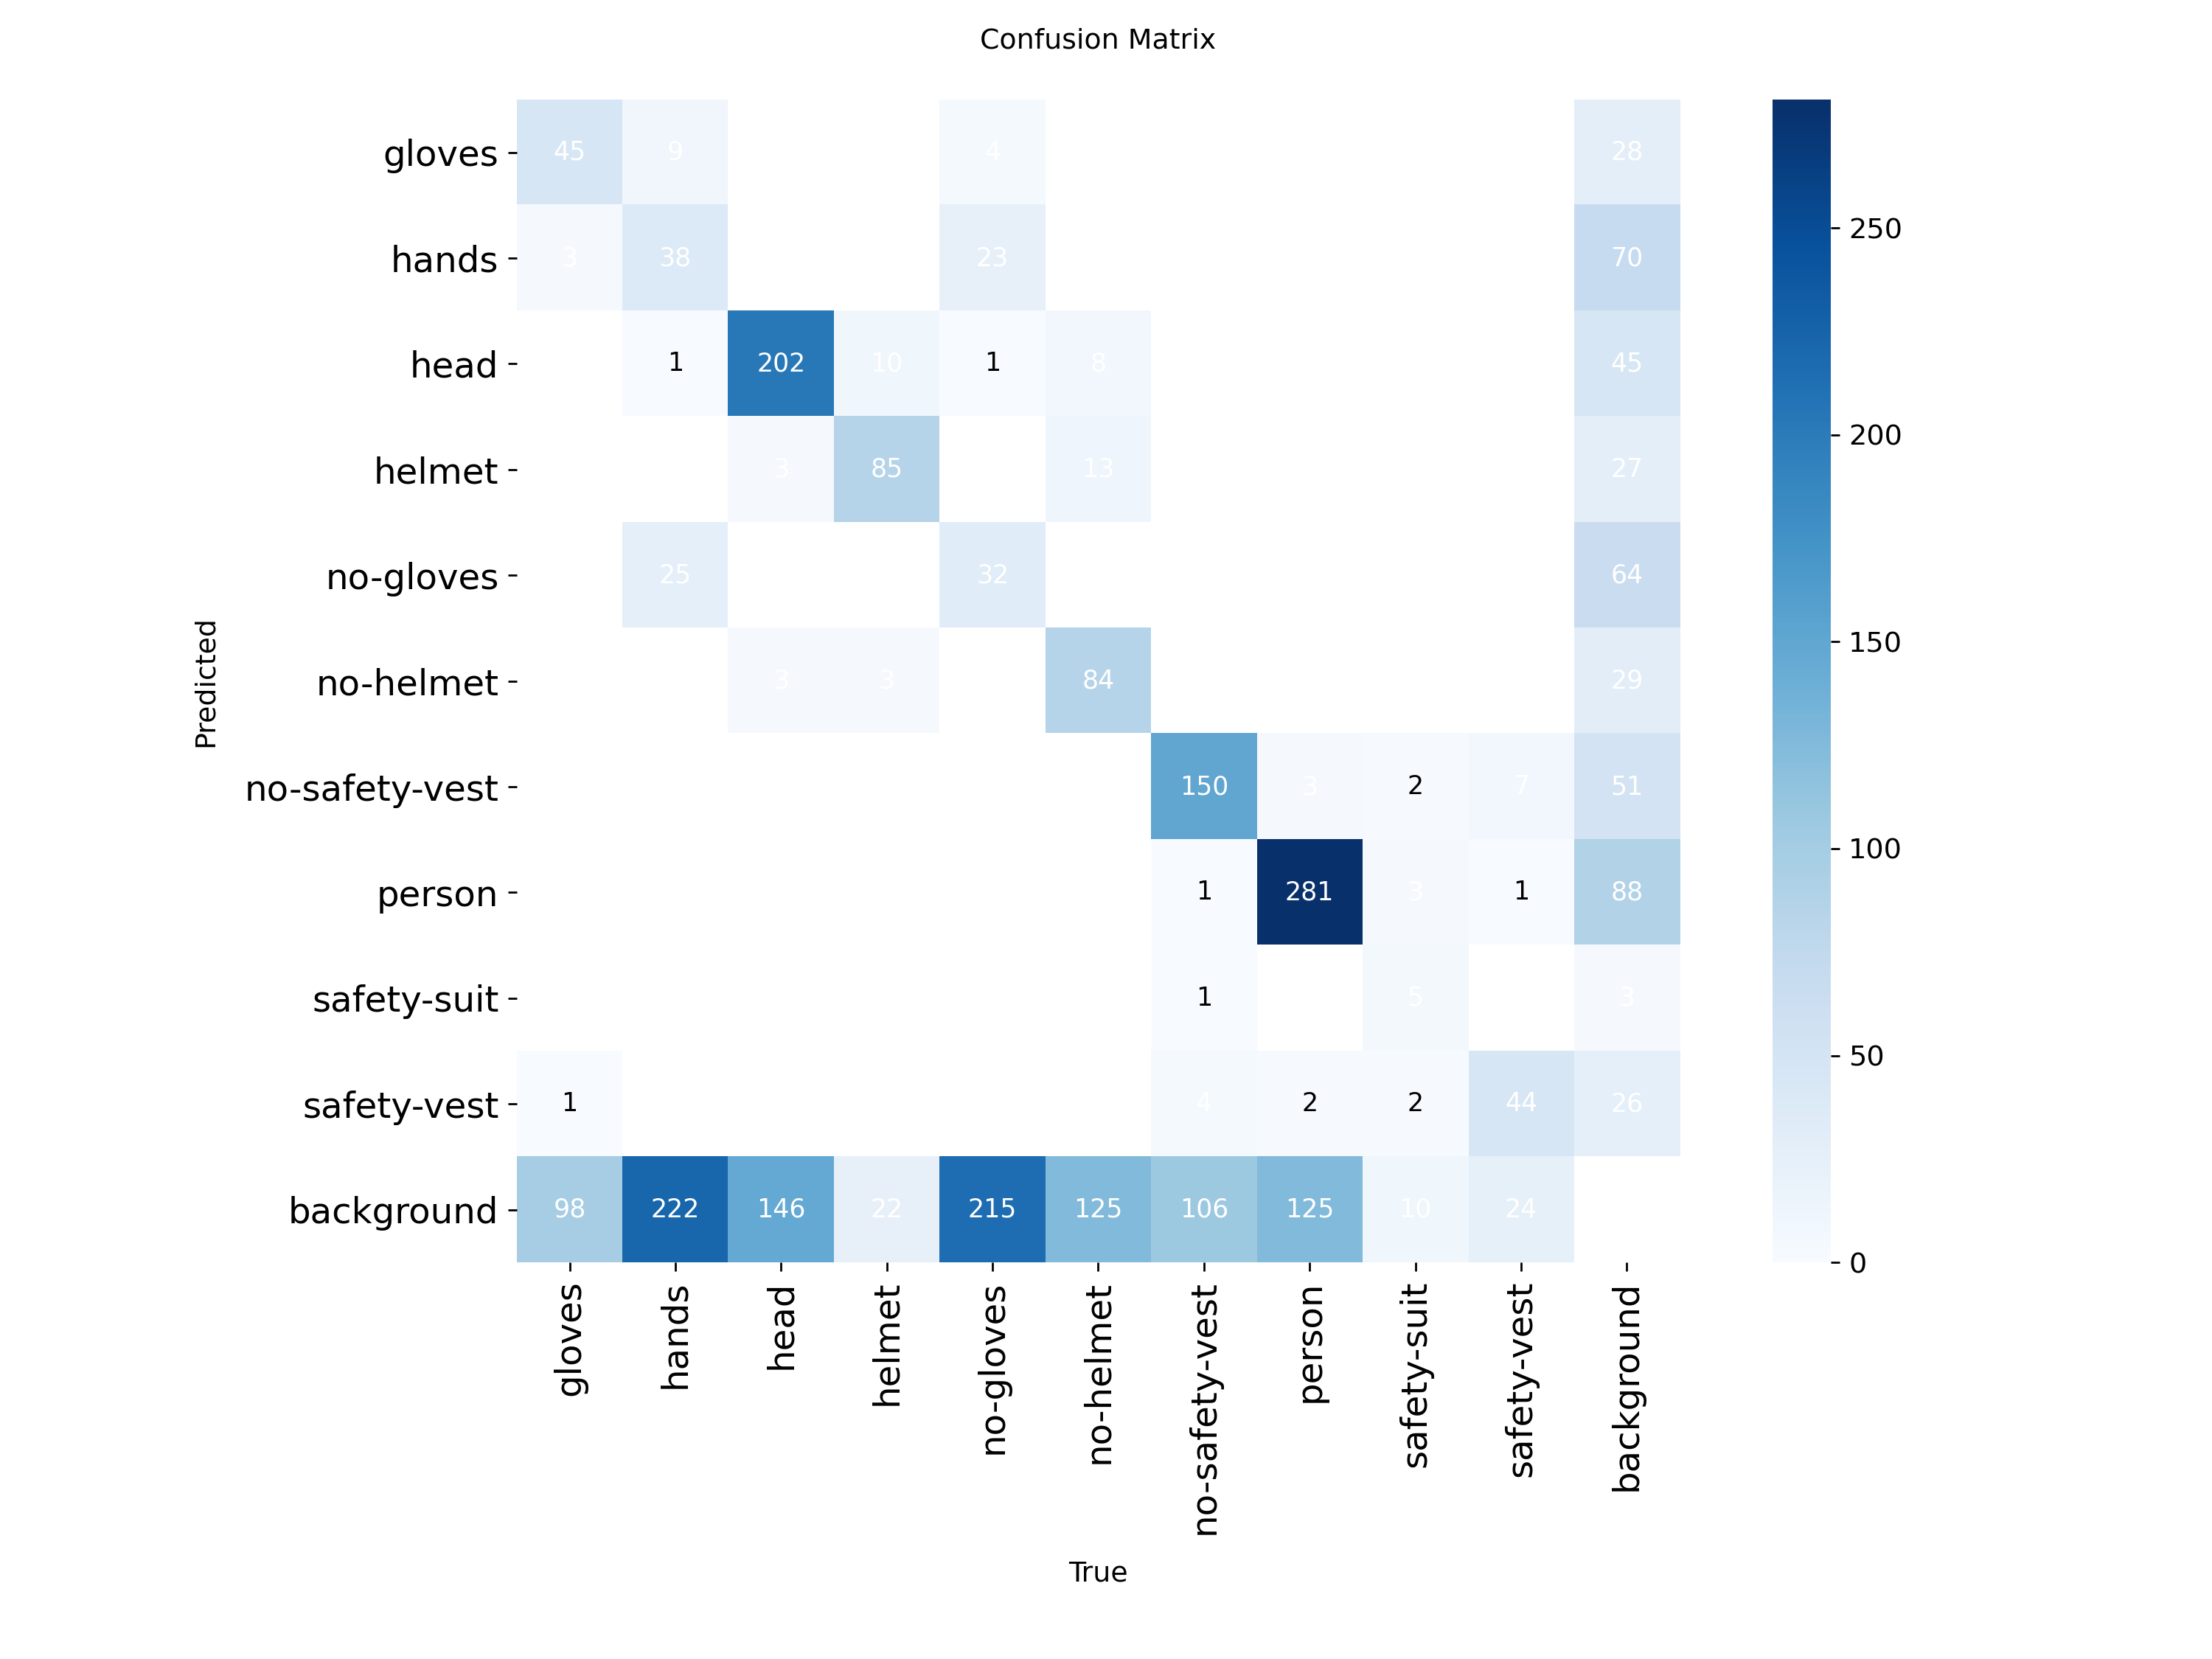 Confusion Matrix
gloves 45 9 4 28
hands 3 38 23 70
head 1 202 10 1 8 45
helmet 3 85 13 27
no-gloves 25 32 64
no-helmet 3 3 84 29
no-safety-vest 150 3 2 7 51
person 1 281 3 1 88
safety-suit 1 5 3
safety-vest 1 4 2 2 44 26
background 98 222 146 22 215 125 106 125 10 24
gloves
hands
head
helmet
no-gloves
no-helmet
no-safety-vest
person
safety-suit
safety-vest
background
True
Predicted
250
200
150
100
50
0